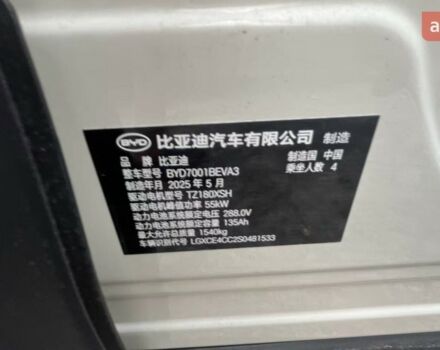 a
BYD 比亚迪汽车有限公司 制造
品 牌 比亚迪 制造国 中国
整车型号 BYD7001BEVA3 乘坐人数 4
制造年月 2025 年 5 月
驱动电机型号 TZ180XSH
驱动电机峰值功率 55kW
动力电池系统额定电压 288.0V
动力电池系统额定容量 135Ah
最大允许总质量 1540kg
车辆识别代号 LGXCE4CC2S0481533